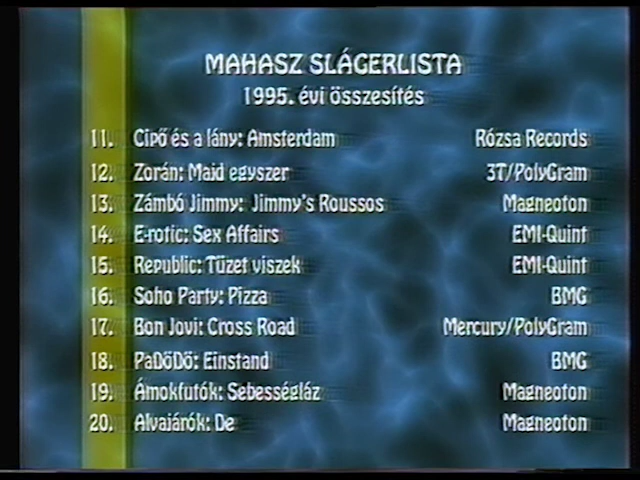 MAHASZ SLÁGERLISTA
1995. évi összesítés
11. Cipő és a lány: Amsterdam Rózsa Records
12. Zorán: Majd egyszer 3T/PolyGram
13. Zámbó Jimmy: Jimmy's Roussos Magneoton
14. E-rotic: Sex Affairs EMI-Quint
15. Republic: Tüzet viszek EMI-Quint
16. Soho Party: Pizza BMG
17. Bon Jovi: Cross Road Mercury/PolyGram
18. PaDöDö: Einstand BMG
19. Ámokfutók: Sebességláz Magneoton
20. Alvajárók: De Magneoton